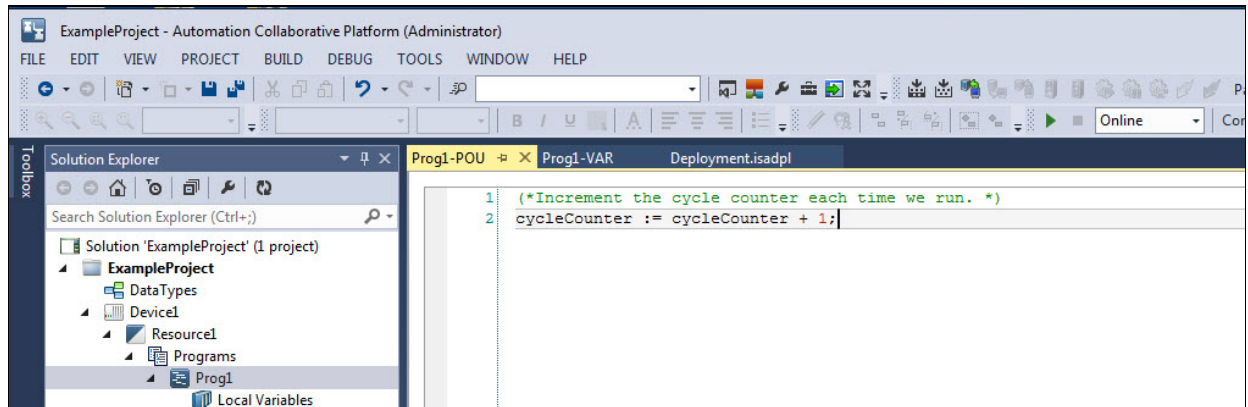 ExampleProject - Automation Collaborative Platform (Administrator)
FILE EDIT VIEW PROJECT BUILD DEBUG TOOLS WINDOW HELP
Online
Toolbox
Solution Explorer
Search Solution Explorer (Ctrl+;)
Solution 'ExampleProject' (1 project)
ExampleProject
DataTypes
Device1
Resource1
Programs
Prog1
Local Variables
Prog1-POU Prog1-VAR Deployment.isadpl
1 (*Increment the cycle counter each time we run. *)
2 cycleCounter := cycleCounter + 1;